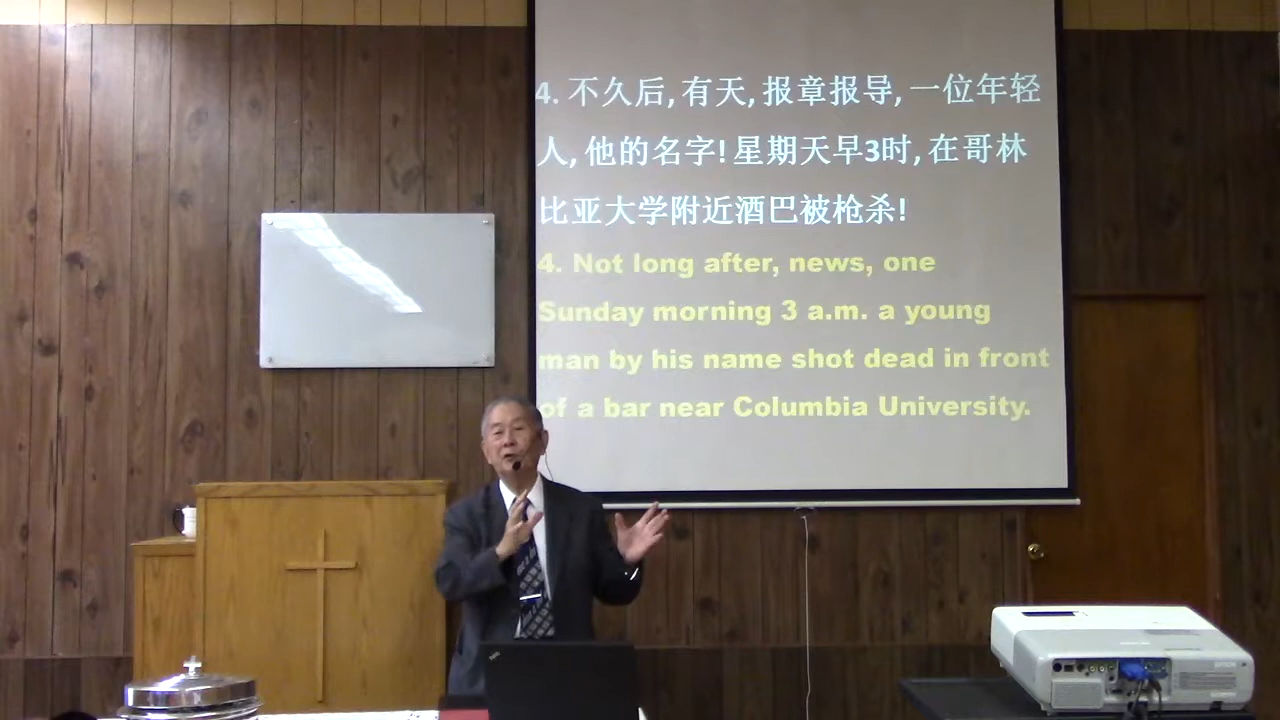 4. 不久后, 有天, 报章报导, 一位年轻
人, 他的名字! 星期天早3时, 在哥林
比亚大学附近酒巴被枪杀!
4. Not long after, news, one
Sunday morning 3 a.m. a young
man by his name shot dead in front
of a bar near Columbia University.
EPSON